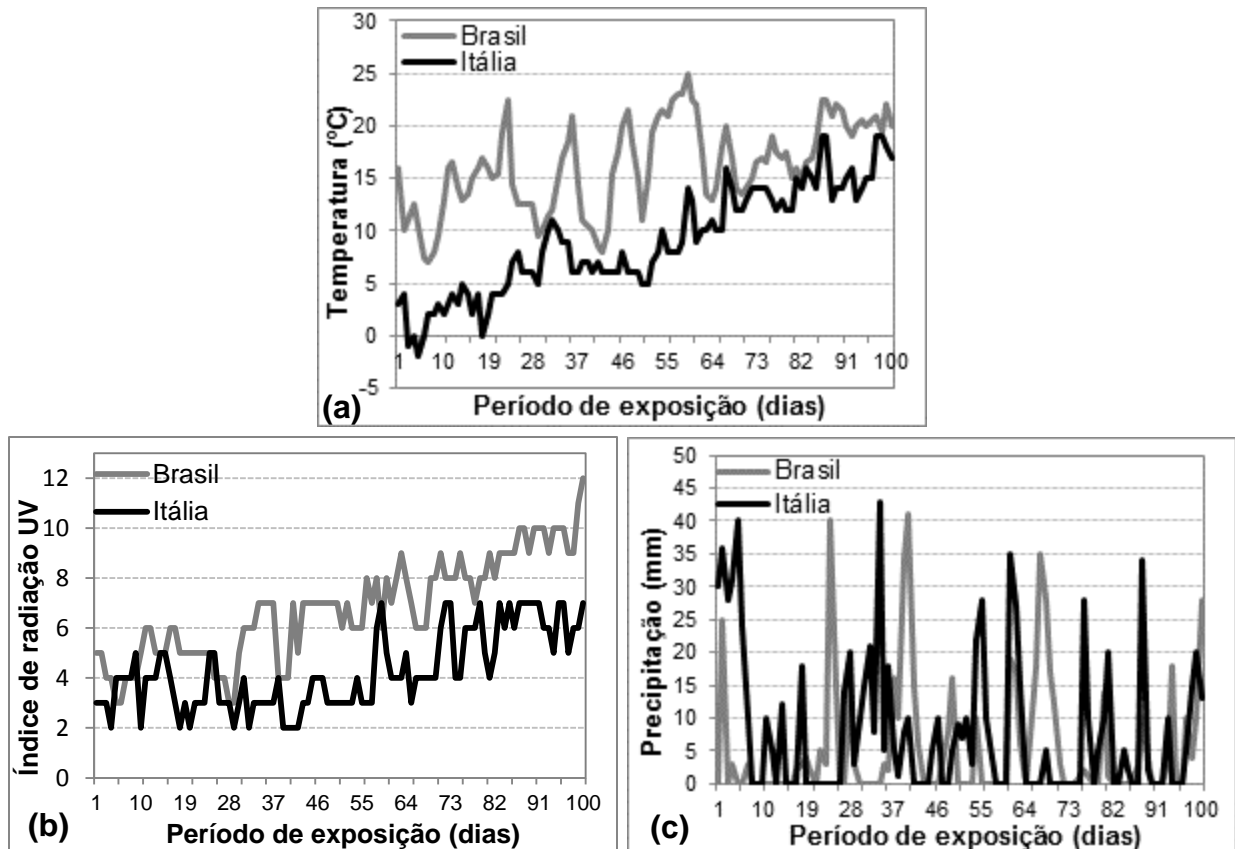 30
25
20
15
10
5
0
-5
Temperatura (ºC)
Brasil
Itália
1 10 19 28 37 46 55 64 73 82 91 100
Período de exposição (dias)
(a)
12
10
8
6
4
2
0
Índice de radiação UV
Brasil
Itália
1 10 19 28 37 46 55 64 73 82 91 100
Período de exposição (dias)
(b)
50
45
40
35
30
25
20
15
10
5
0
Precipitação (mm)
Brasil
Itália
1 10 19 28 37 46 55 64 73 82 91 100
Período de exposição (dias)
(c)